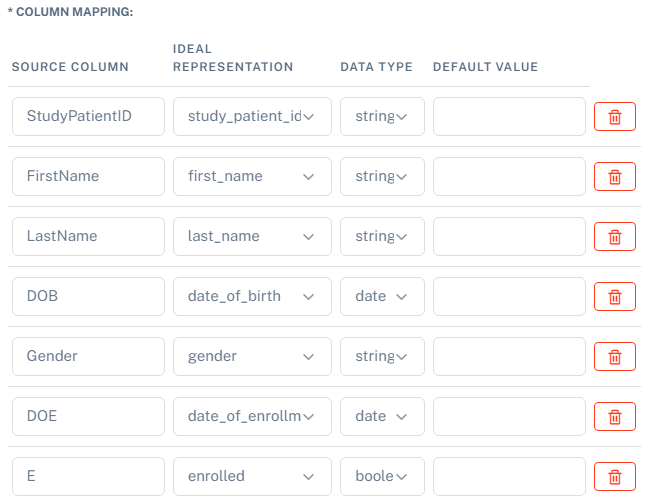 * COLUMN MAPPING:
IDEAL
SOURCE COLUMN REPRESENTATION DATA TYPE DEFAULT VALUE
StudyPatientID study_patient_id string
FirstName first_name string
LastName last_name string
DOB date_of_birth date
Gender gender string
DOE date_of_enrollm date
E enrolled boole